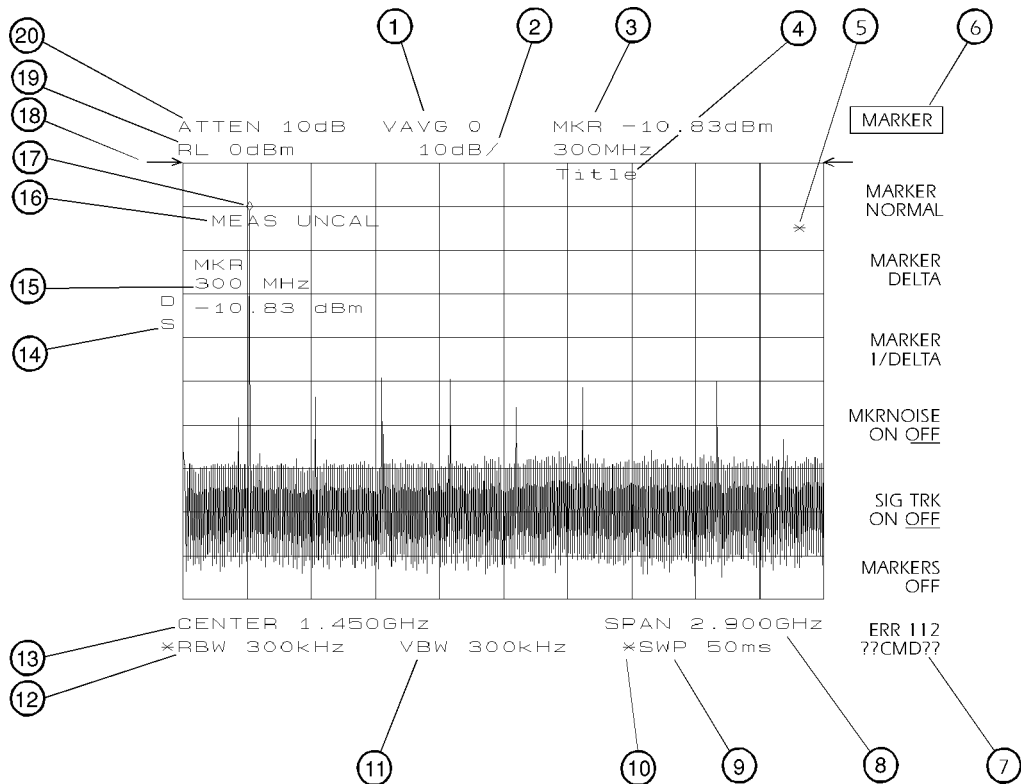 1 2 3 4 5 6
20
19
18
17
16
15
14
13
12
11 10 9 8 7
ATTEN 10dB VAVG 0 MKR -10.83dBm
RL 0dBm 10dB/ 300MHz
Title
MEAS UNCAL
MKR
300 MHz
-10.83 dBm
D
S
CENTER 1.450GHz SPAN 2.900GHz
*RBW 300kHz VBW 300kHz *SWP 50ms
*
MARKER
MARKER
NORMAL
MARKER
DELTA
MARKER
1/DELTA
MKRNOISE
ON OFF
SIG TRK
ON OFF
MARKERS
OFF
ERR 112
??CMD??